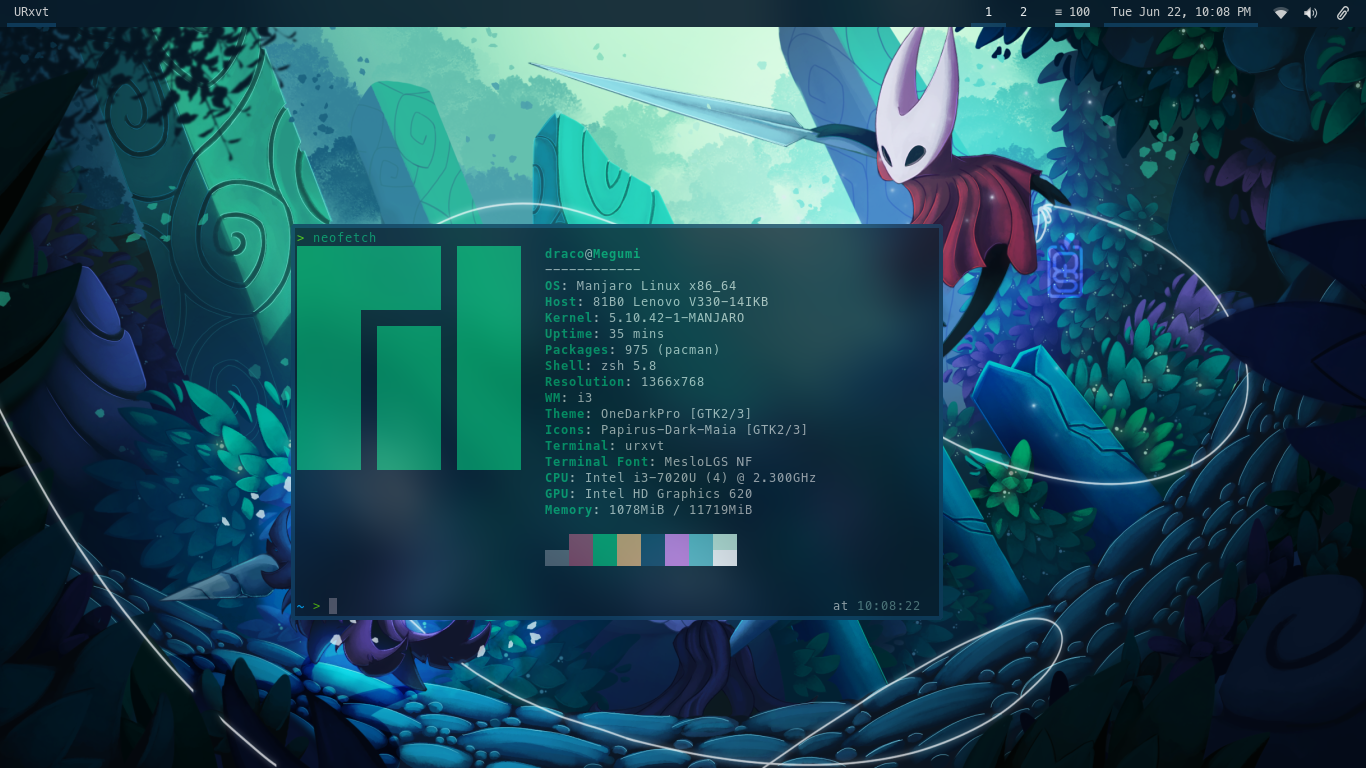 URxvt
1 2 ≡ 100 Tue Jun 22, 10:08 PM
> neofetch
draco@Megumi
------------
OS: Manjaro Linux x86_64
Host: 81B0 Lenovo V330-14IKB
Kernel: 5.10.42-1-MANJARO
Uptime: 35 mins
Packages: 975 (pacman)
Shell: zsh 5.8
Resolution: 1366x768
WM: i3
Theme: OneDarkPro [GTK2/3]
Icons: Papirus-Dark-Maia [GTK2/3]
Terminal: urxvt
Terminal Font: MesloLGS NF
CPU: Intel i3-7020U (4) @ 2.300GHz
GPU: Intel HD Graphics 620
Memory: 1078MiB / 11719MiB
~ > at 10:08:22